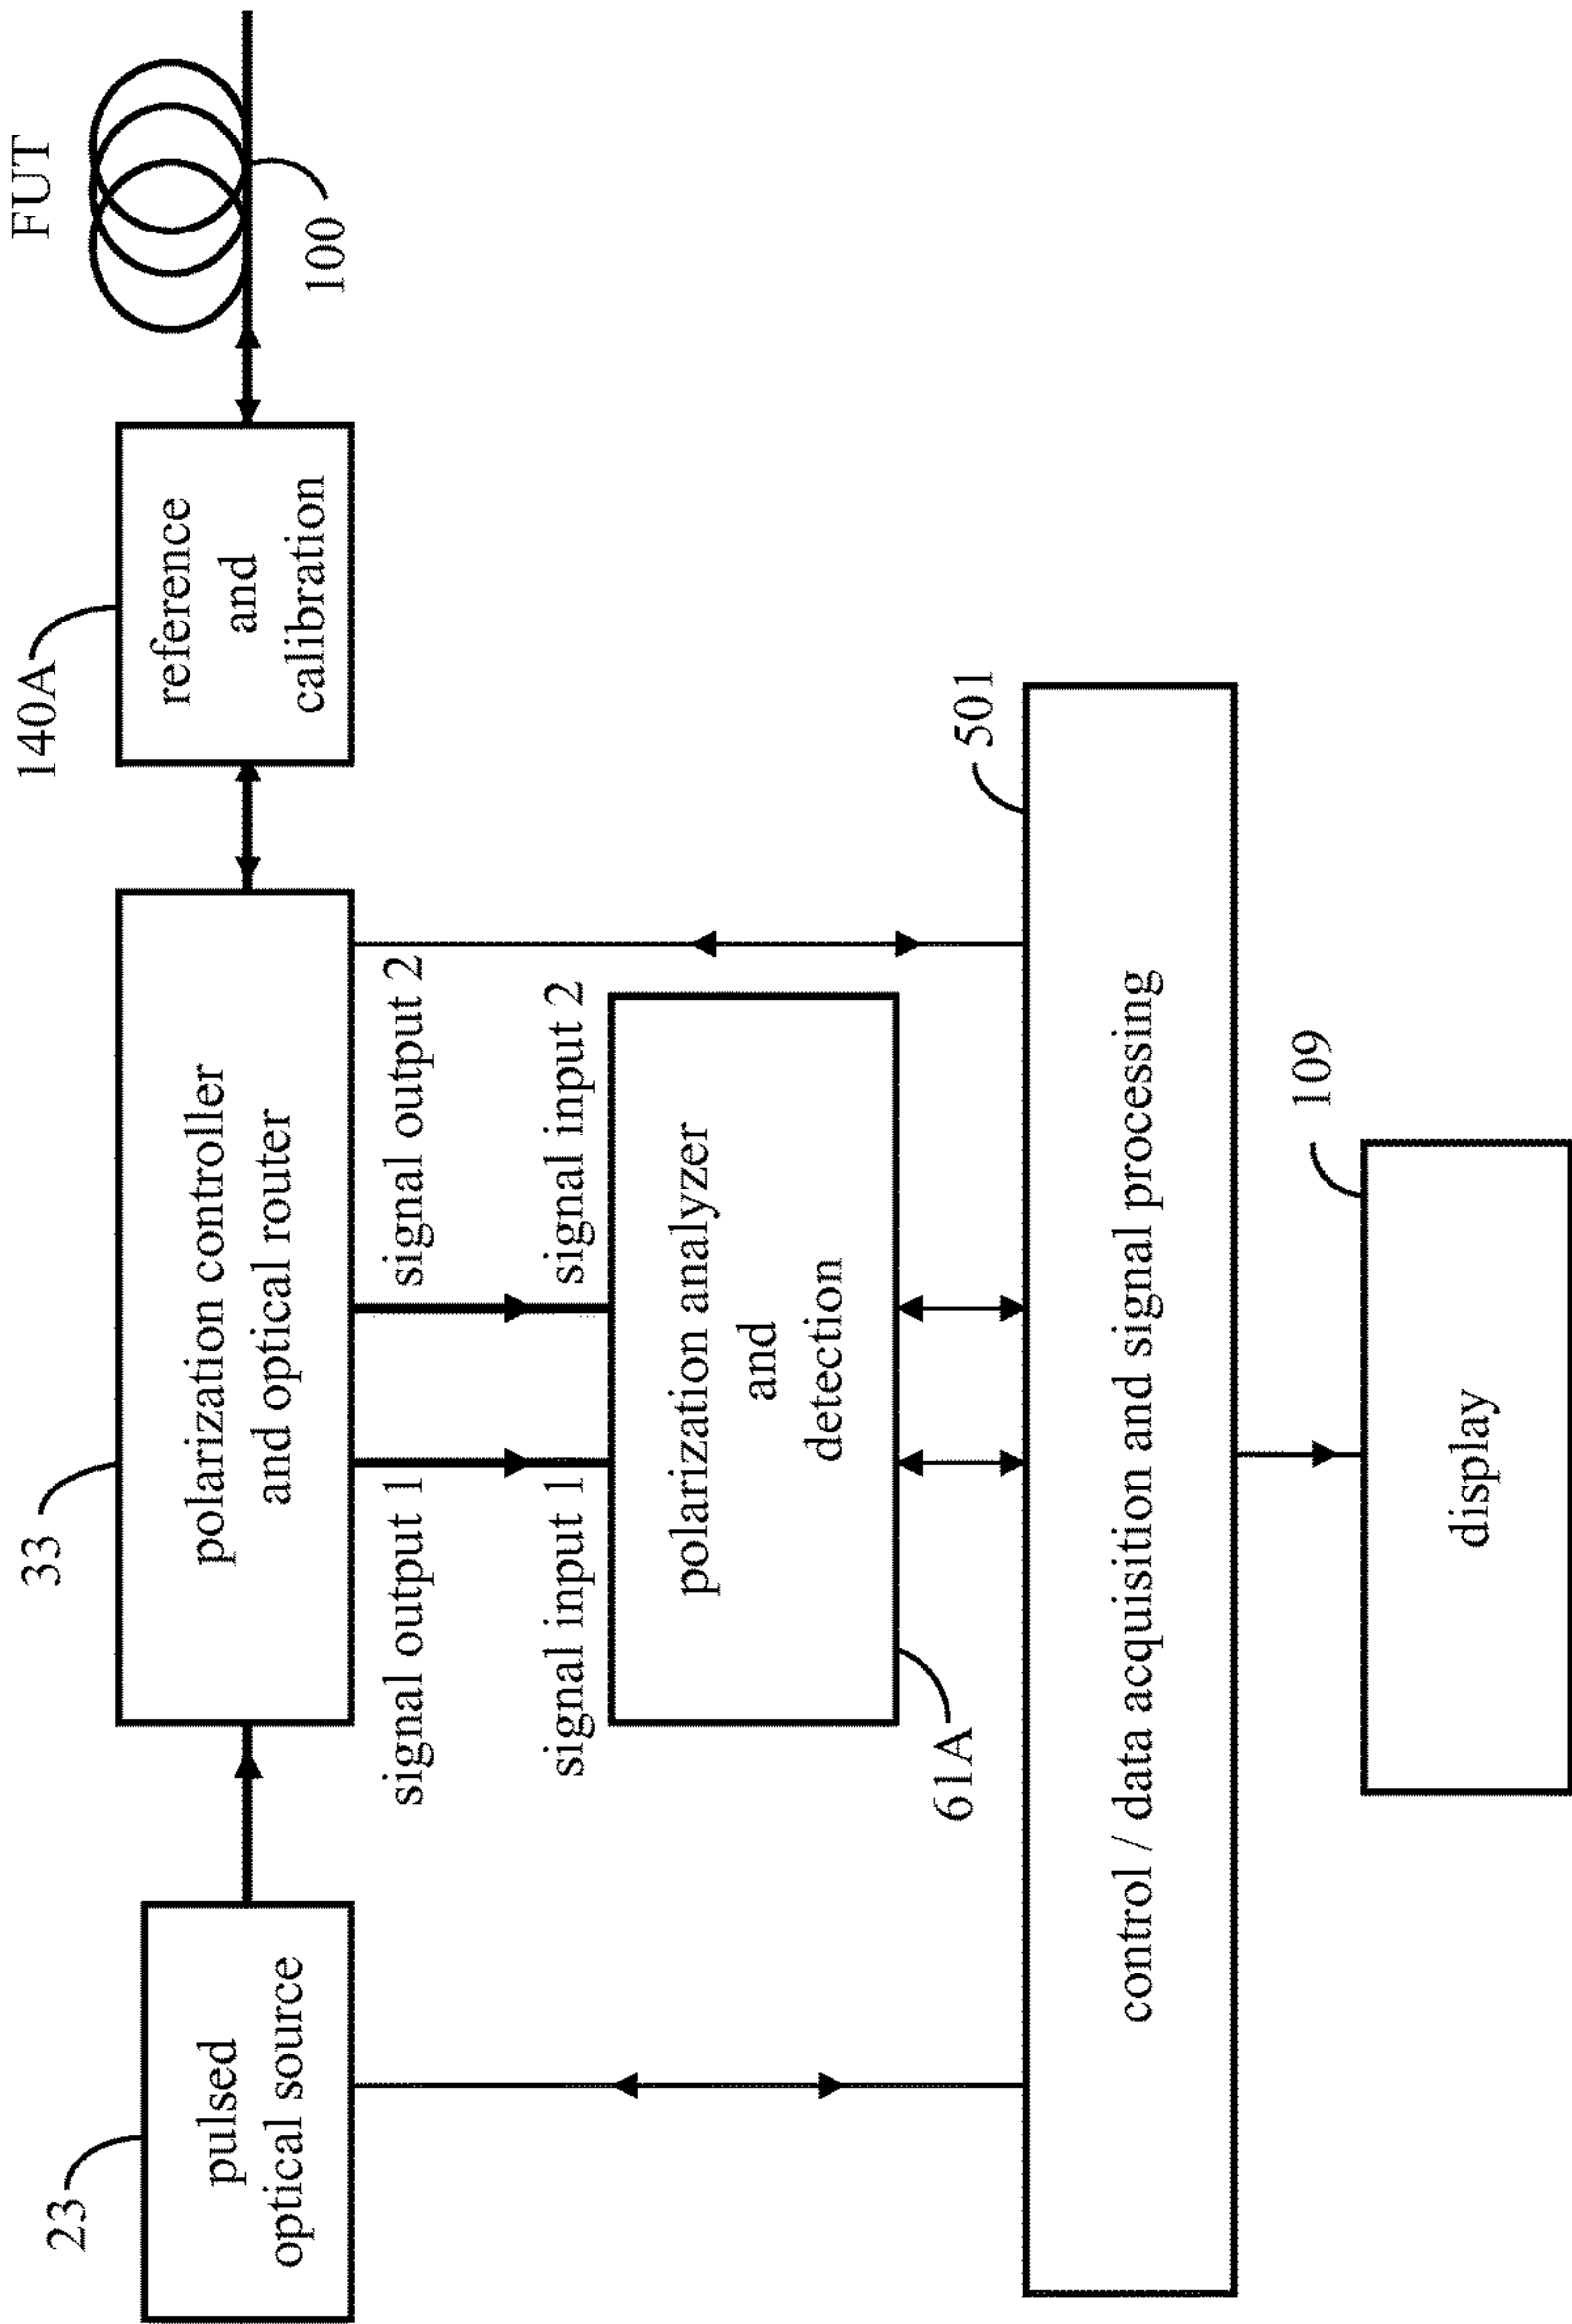 FUT
23
33
140A
100
pulsed
optical source
polarization controller
and optical router
reference
and
calibration
signal output 1
signal output 2
signal input 1
signal input 2
polarization analyzer
and
detection
61A
501
control / data acquisition and signal processing
109
display